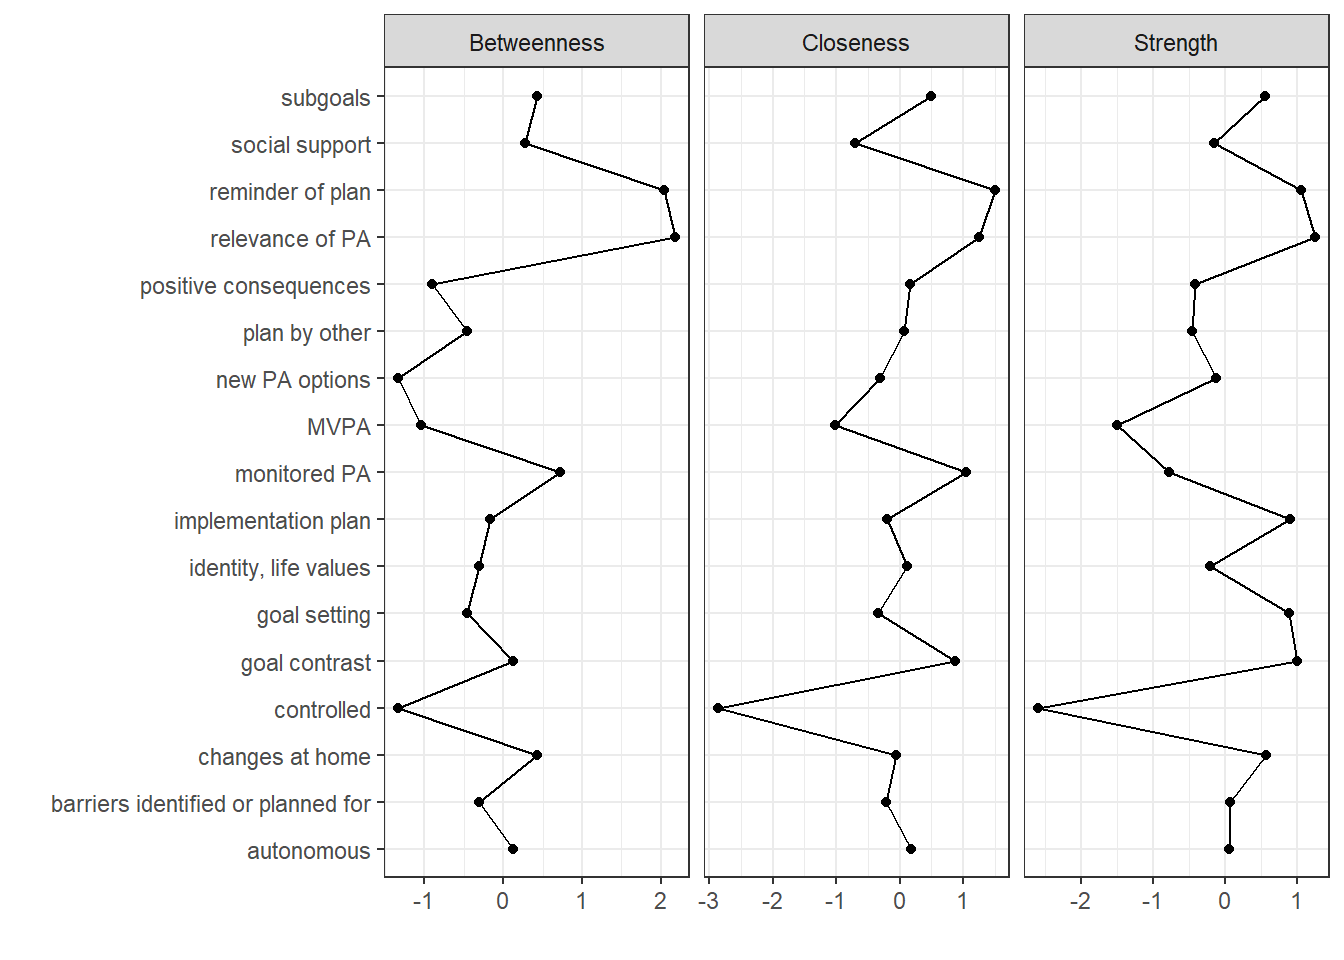 Betweenness Closeness Strength
subgoals
social support
reminder of plan
relevance of PA
positive consequences
plan by other
new PA options
MVPA
monitored PA
implementation plan
identity, life values
goal setting
goal contrast
controlled
changes at home
barriers identified or planned for
autonomous
-1 0 1 2 -3 -2 -1 0 1 -2 -1 0 1